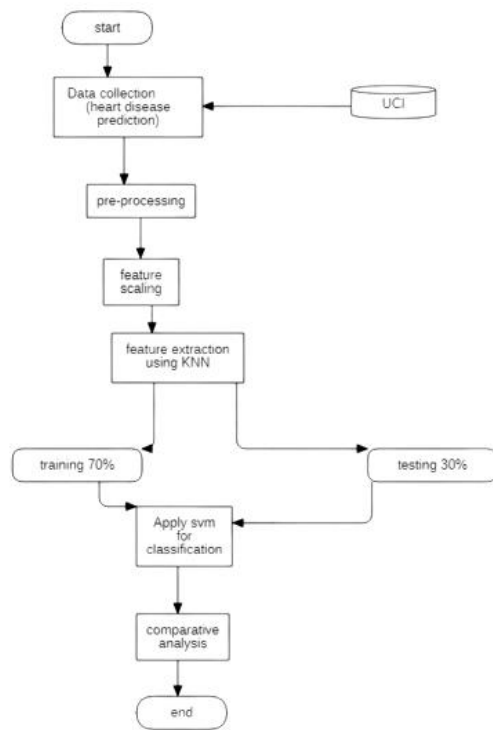 start
Data collection
(heart disease
prediction)
UCI
pre-processing
feature
scaling
feature extraction
using KNN
training 70%
testing 30%
Apply svm
for
classification
comparative
analysis
end